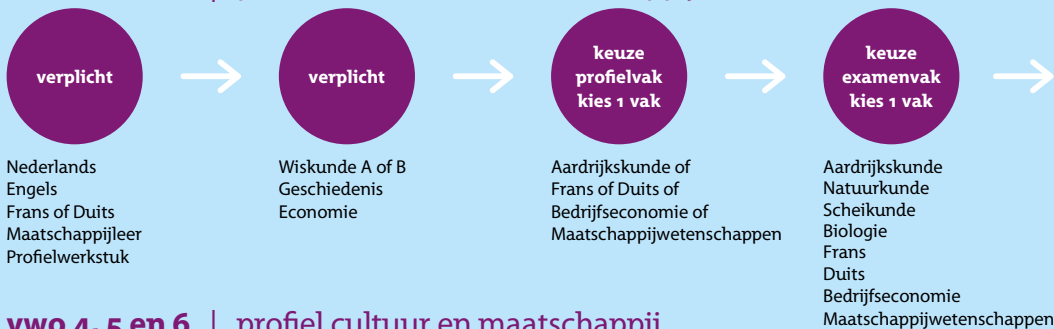 verplicht
Nederlands
Engels
Frans of Duits
Maatschappijleer
Profielwerkstuk
verplicht
Wiskunde A of B
Geschiedenis
Economie
keuze
profielvak
kies 1 vak
Aardrijkskunde of
Frans of Duits of
Bedrijfseconomie of
Maatschappijwetenschappen
keuze
examenvak
kies 1 vak
Aardrijkskunde
Natuurkunde
Scheikunde
Biologie
Frans
Duits
Bedrijfseconomie
Maatschappijwetenschappen
vwo 4, 5 en 6 | profiel cultuur en maatschappij